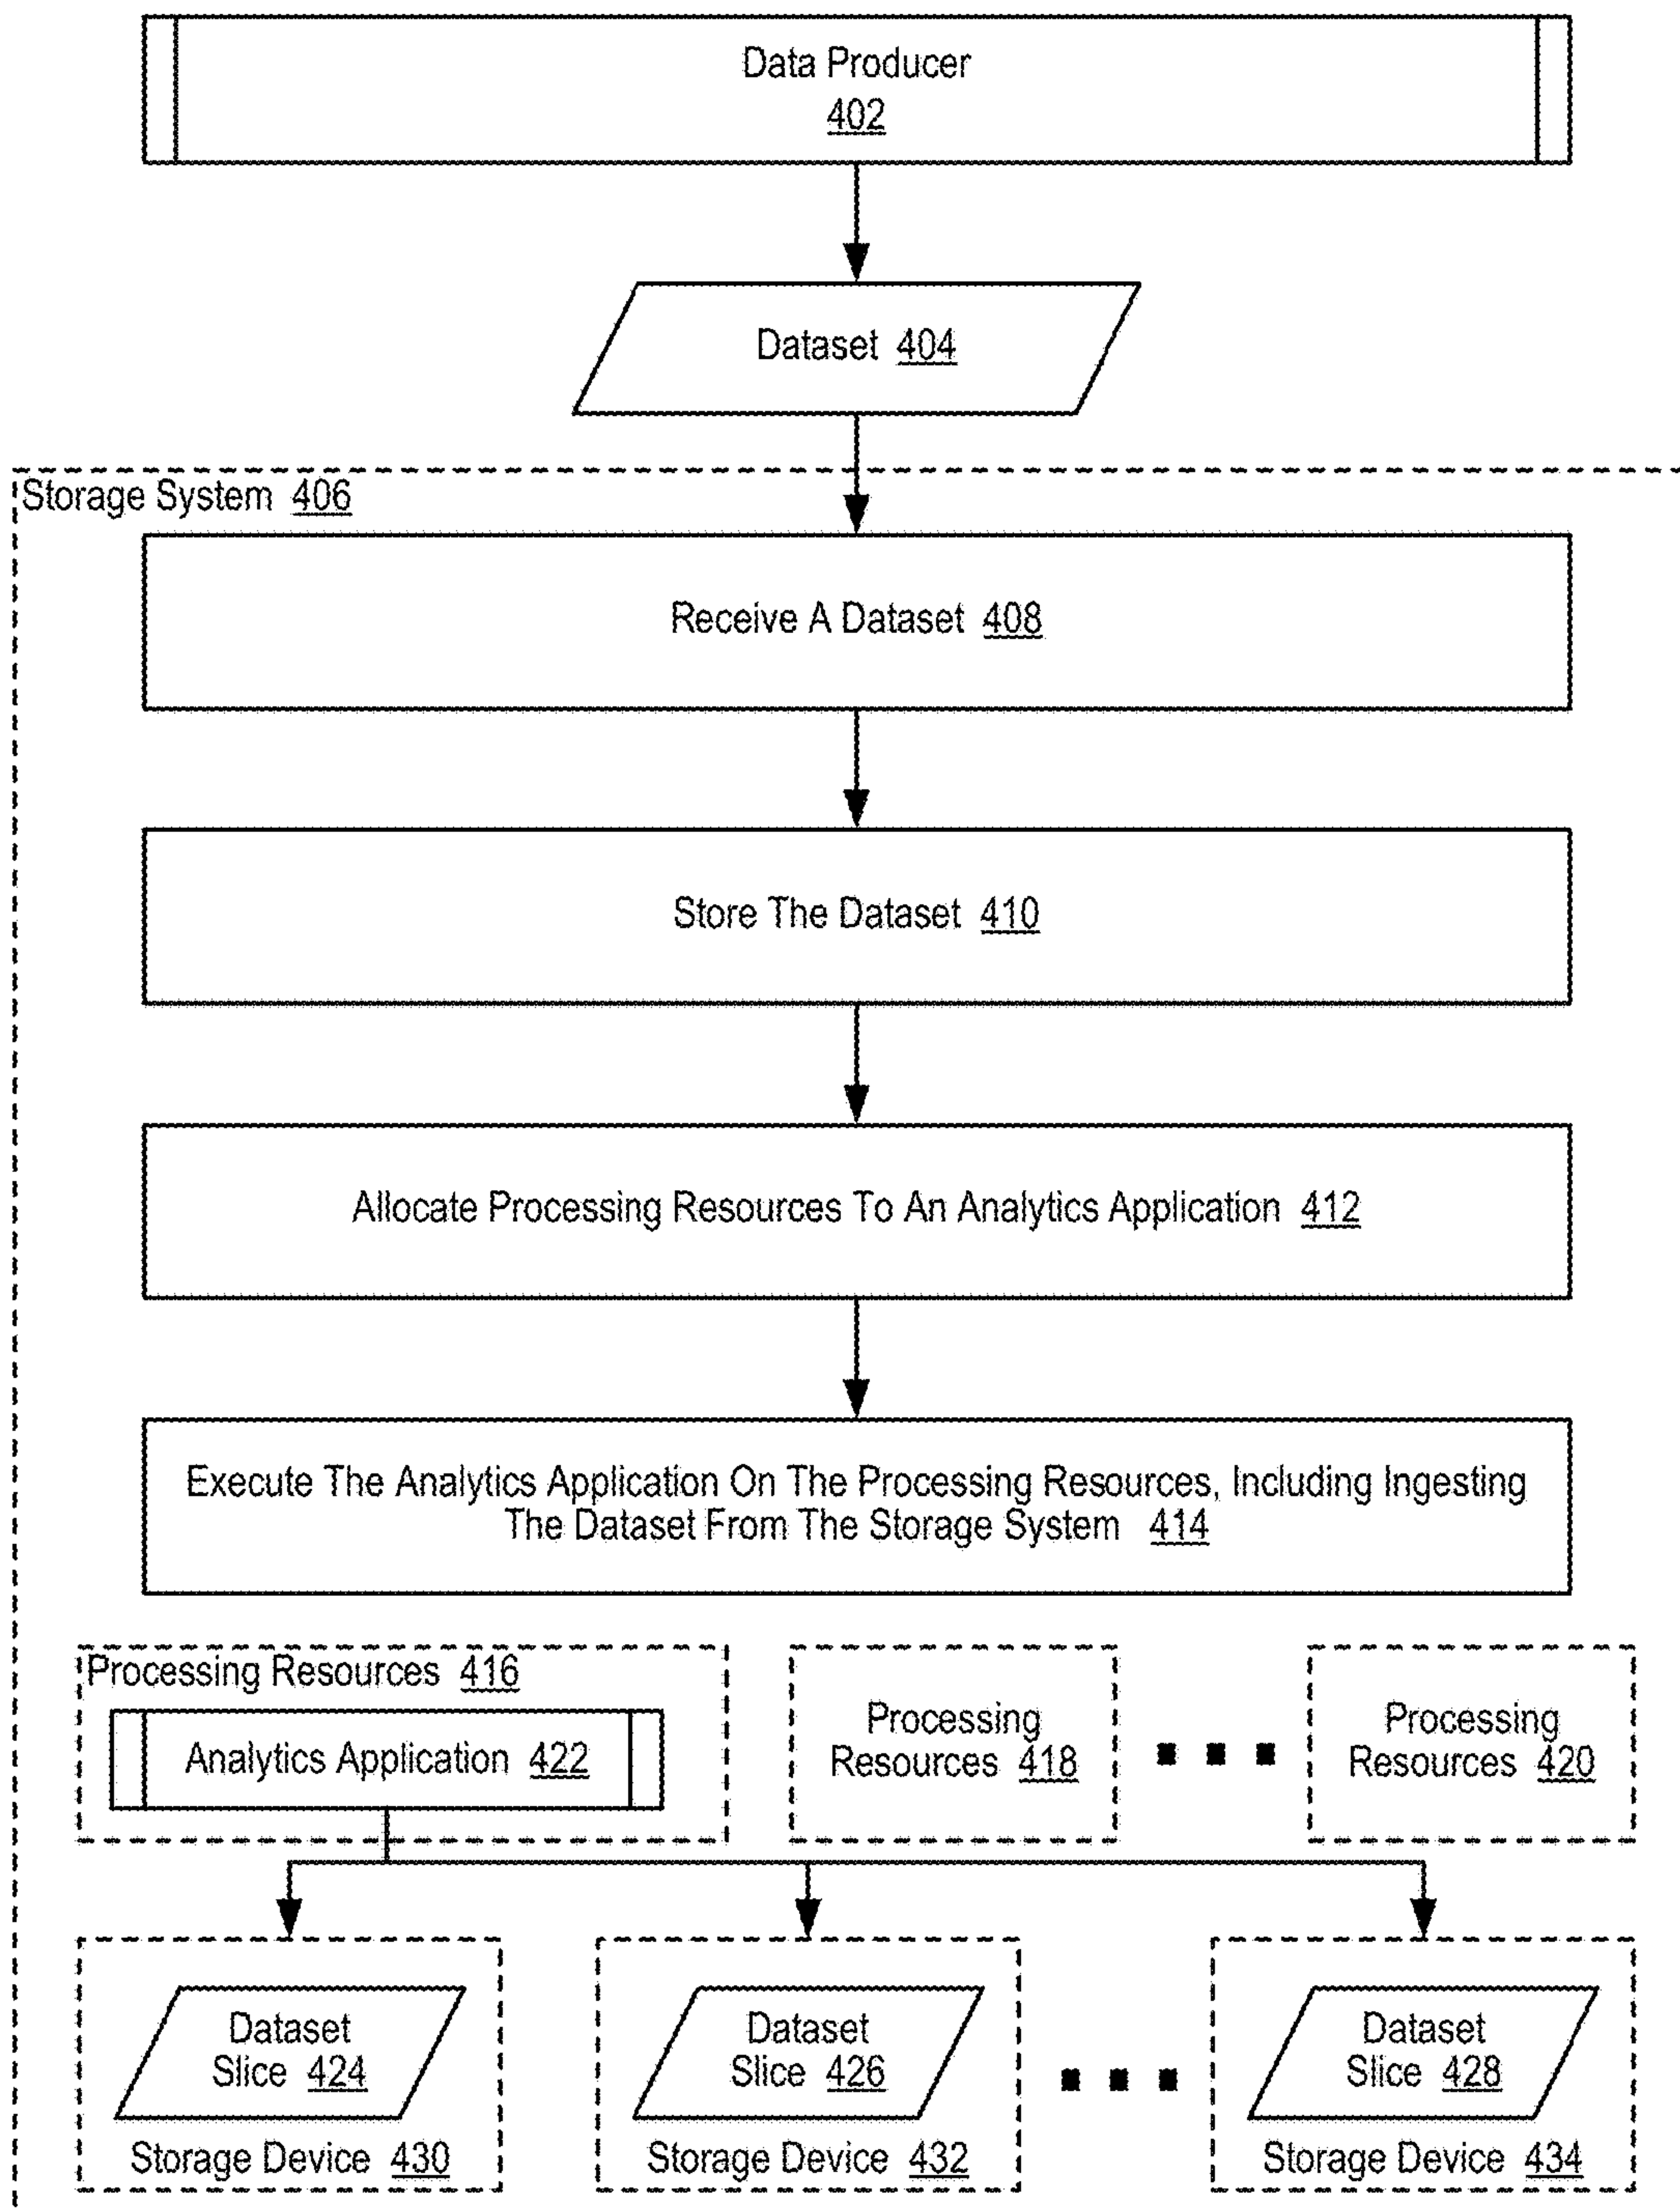 Data Producer
402
Dataset 404
Storage System 406
Receive A Dataset 408
Store The Dataset 410
Allocate Processing Resources To An Analytics Application 412
Execute The Analytics Application On The Processing Resources, Including Ingesting
The Dataset From The Storage System 414
Processing Resources 416
Analytics Application 422
Processing
Resources 418
Processing
Resources 420
Dataset
Slice 424
Storage Device 430
Dataset
Slice 426
Storage Device 432
Dataset
Slice 428
Storage Device 434